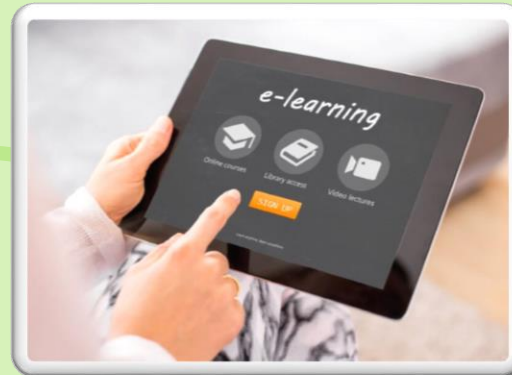 e-learning
Online courses
Library access
Video lectures
SIGN UP